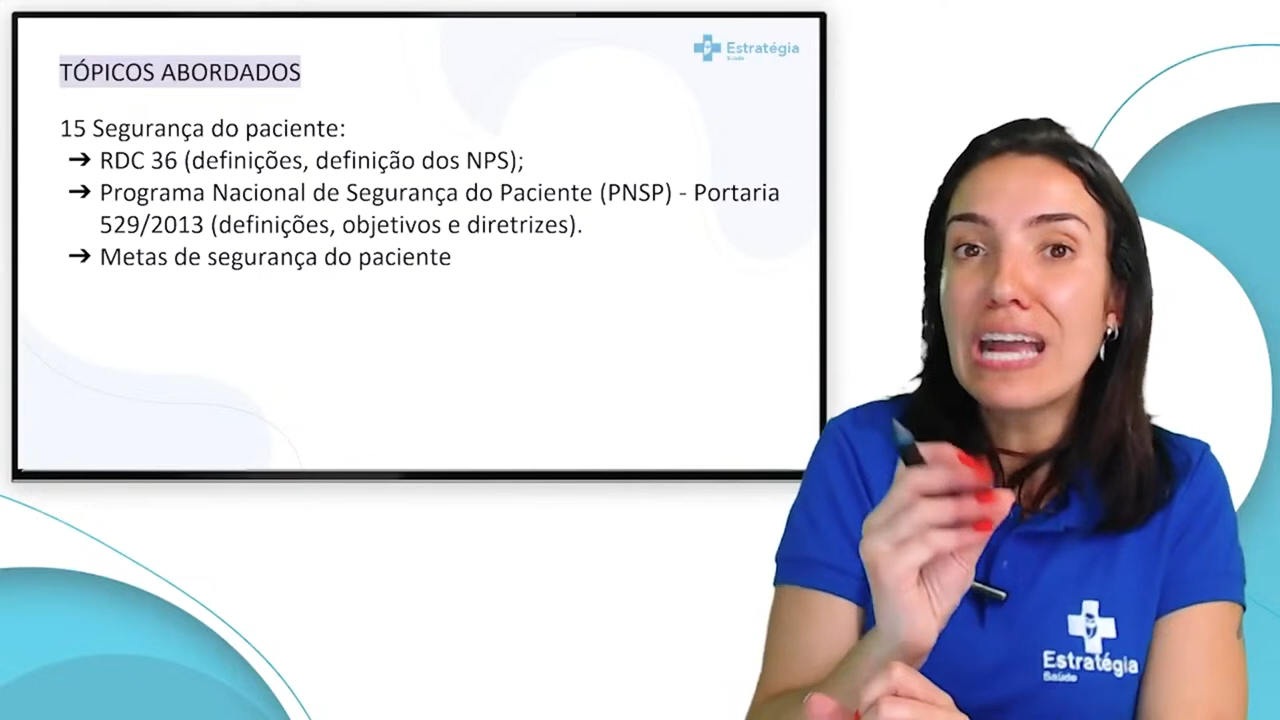 Estratégia
Saúde
TÓPICOS ABORDADOS
15 Segurança do paciente:
➔ RDC 36 (definições, definição dos NPS);
➔ Programa Nacional de Segurança do Paciente (PNSP) - Portaria
529/2013 (definições, objetivos e diretrizes).
➔ Metas de segurança do paciente
Estratégia
Saúde